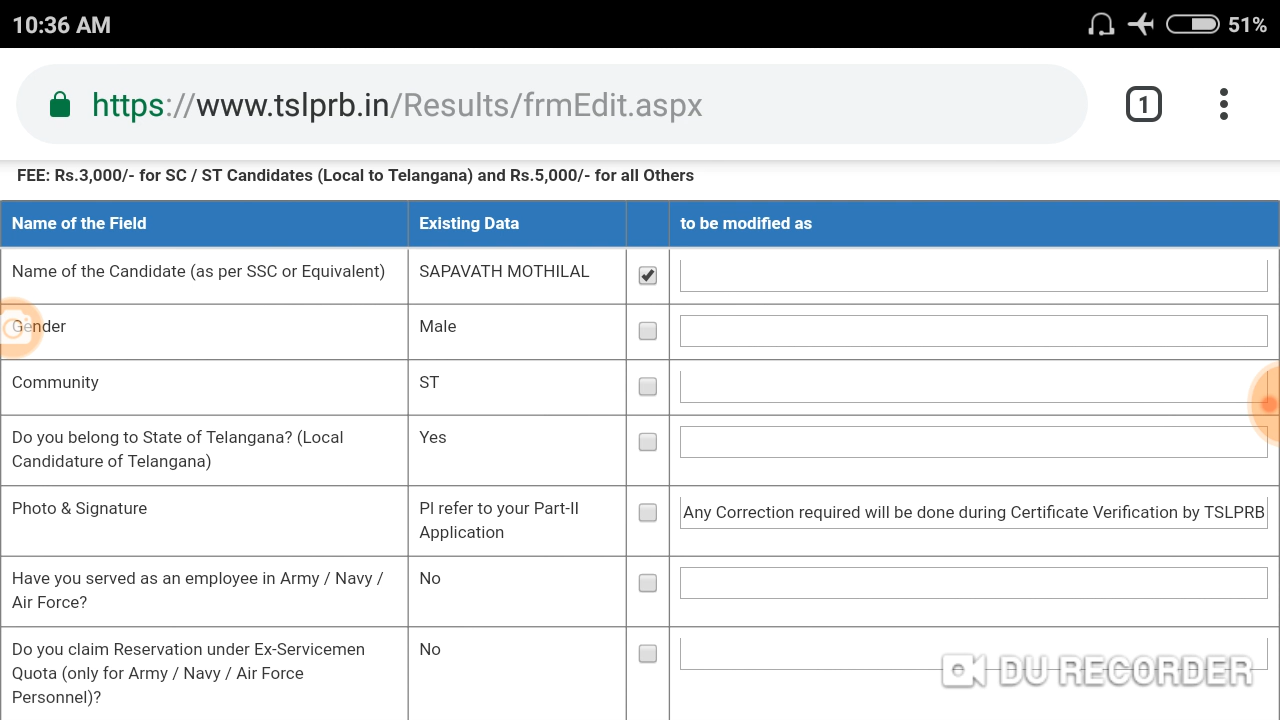 10:36 AM
51%
https://www.tslprb.in/Results/frmEdit.aspx
1
FEE: Rs.3,000/- for SC / ST Candidates (Local to Telangana) and Rs.5,000/- for all Others
Name of the Field Existing Data to be modified as
Name of the Candidate (as per SSC or Equivalent) SAPAVATH MOTHILAL
Gender Male
Community ST
Do you belong to State of Telangana? (Local Yes
Candidature of Telangana)
Photo & Signature Pl refer to your Part-II Any Correction required will be done during Certificate Verification by TSLPRB
Application
Have you served as an employee in Army / Navy / No
Air Force?
Do you claim Reservation under Ex-Servicemen No
Quota (only for Army / Navy / Air Force
Personnel)?
DU RECORDER